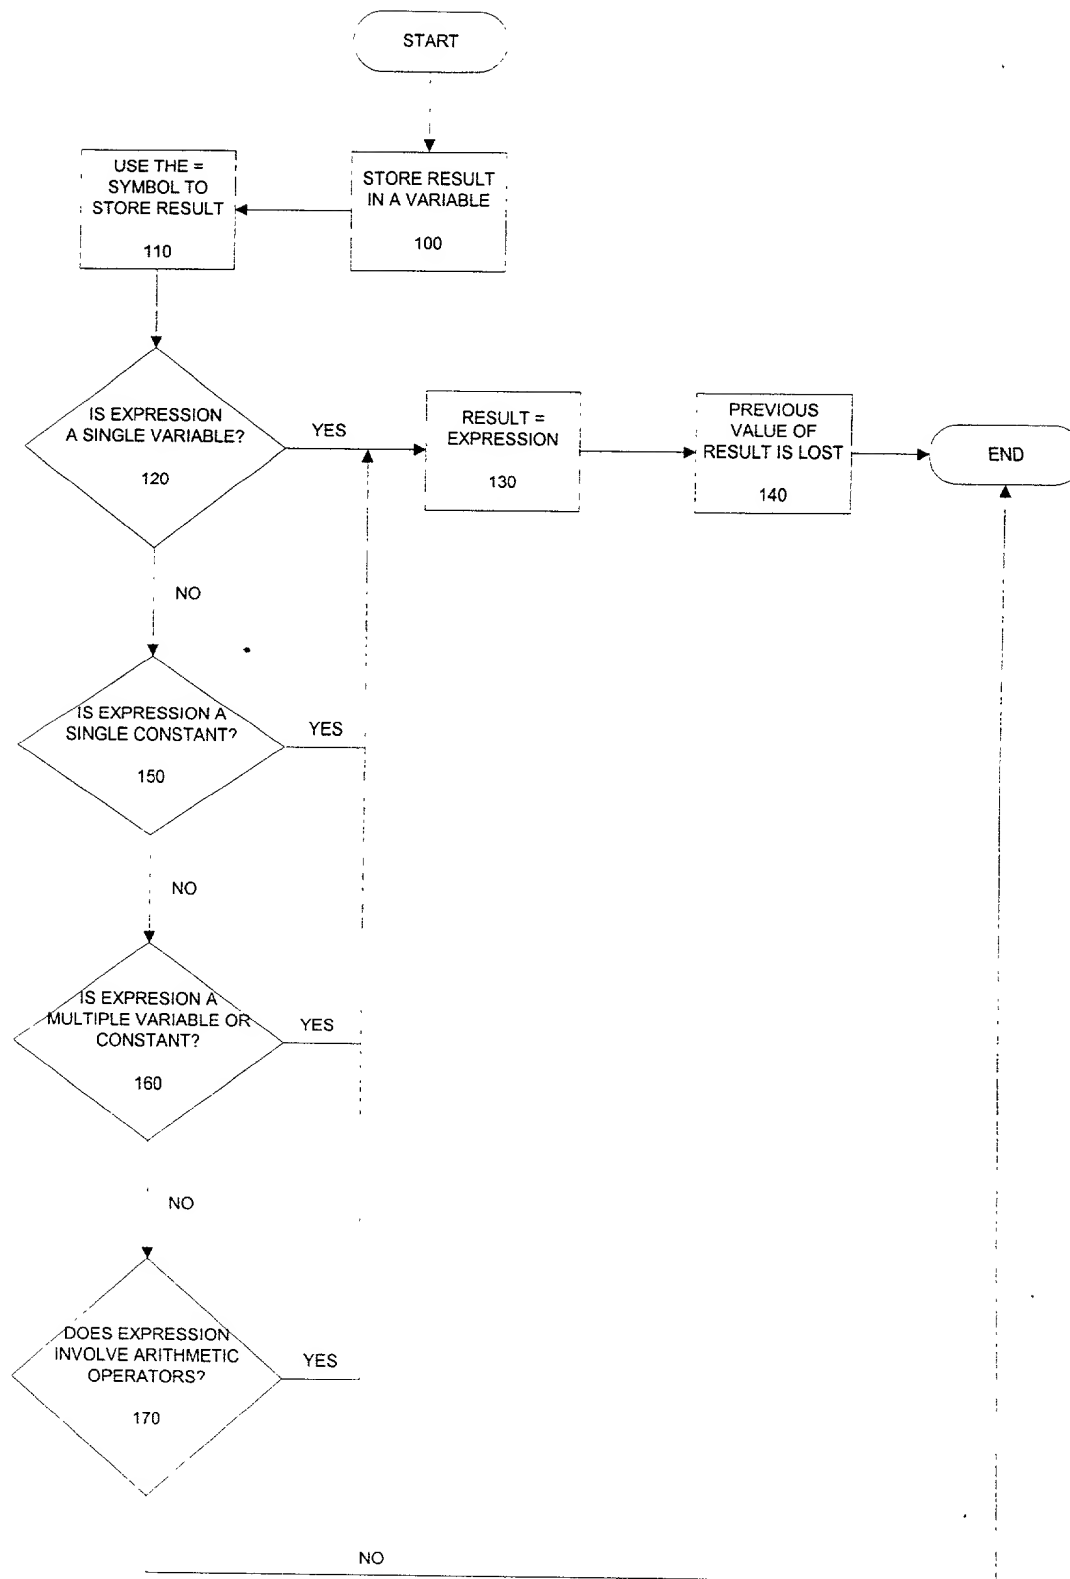 START
USE THE =
SYMBOL TO
STORE RESULT
110
STORE RESULT
IN A VARIABLE
100
IS EXPRESSION
A SINGLE VARIABLE?
120
YES
RESULT =
EXPRESSION
130
PREVIOUS
VALUE OF
RESULT IS LOST
140
END
NO
IS EXPRESSION A
SINGLE CONSTANT?
150
YES
NO
IS EXPRESION A
MULTIPLE VARIABLE OR
CONSTANT?
160
YES
NO
DOES EXPRESSION
INVOLVE ARITHMETIC
OPERATORS?
170
YES
NO